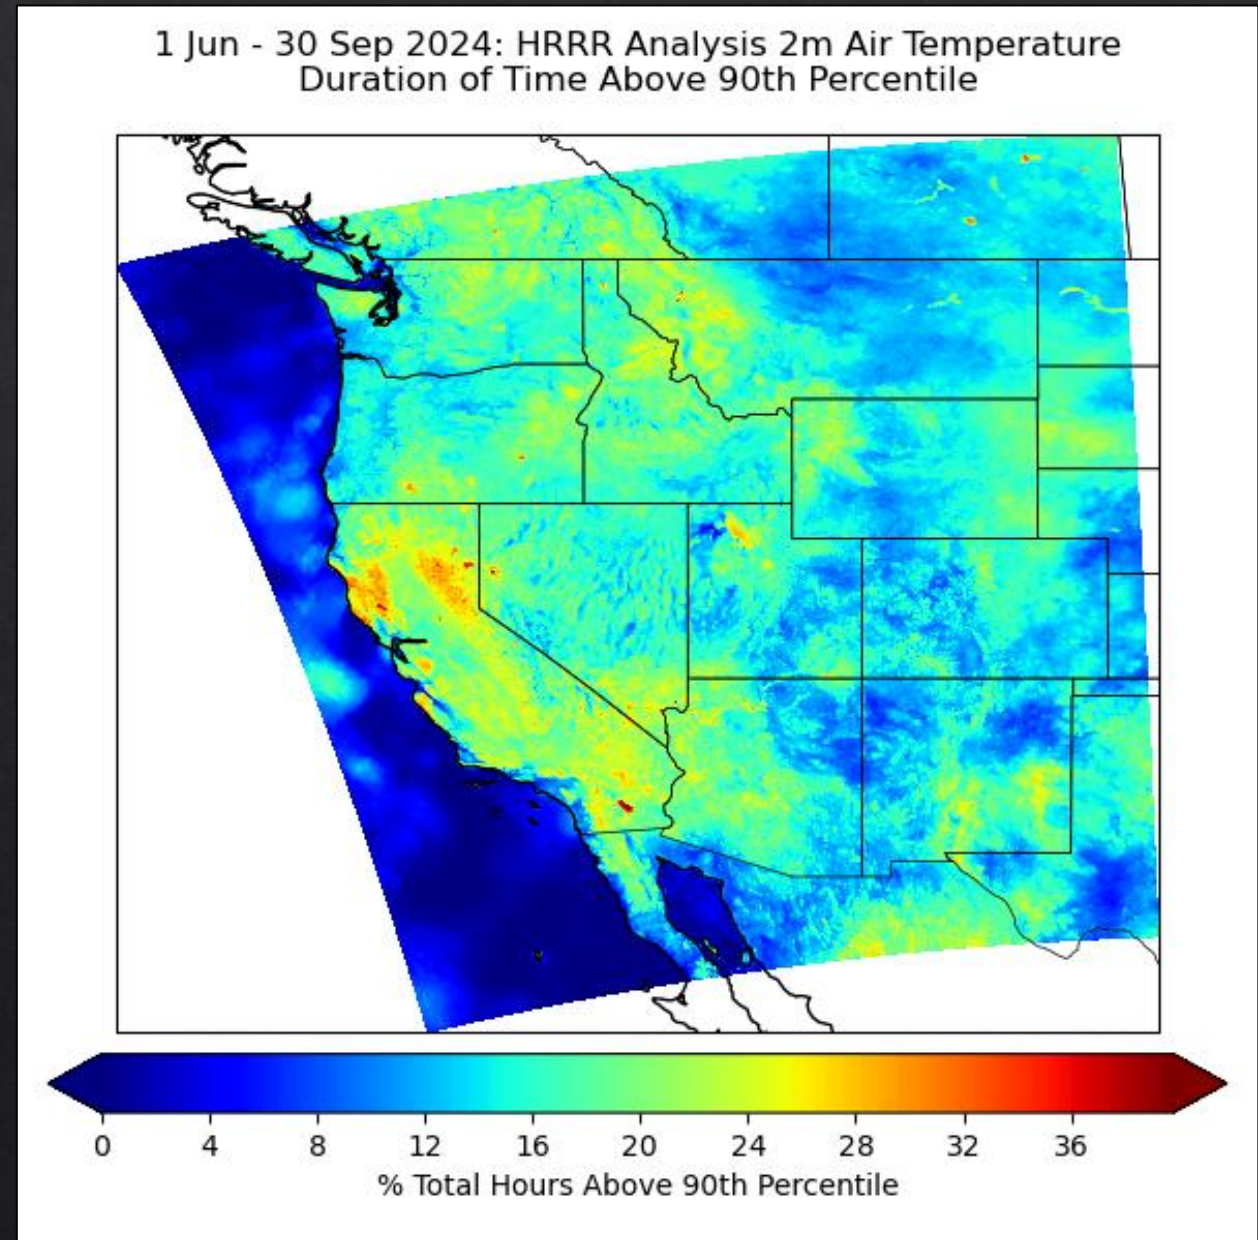 1 Jun - 30 Sep 2024: HRRR Analysis 2m Air Temperature
Duration of Time Above 90th Percentile
0 4 8 12 16 20 24 28 32 36
% Total Hours Above 90th Percentile